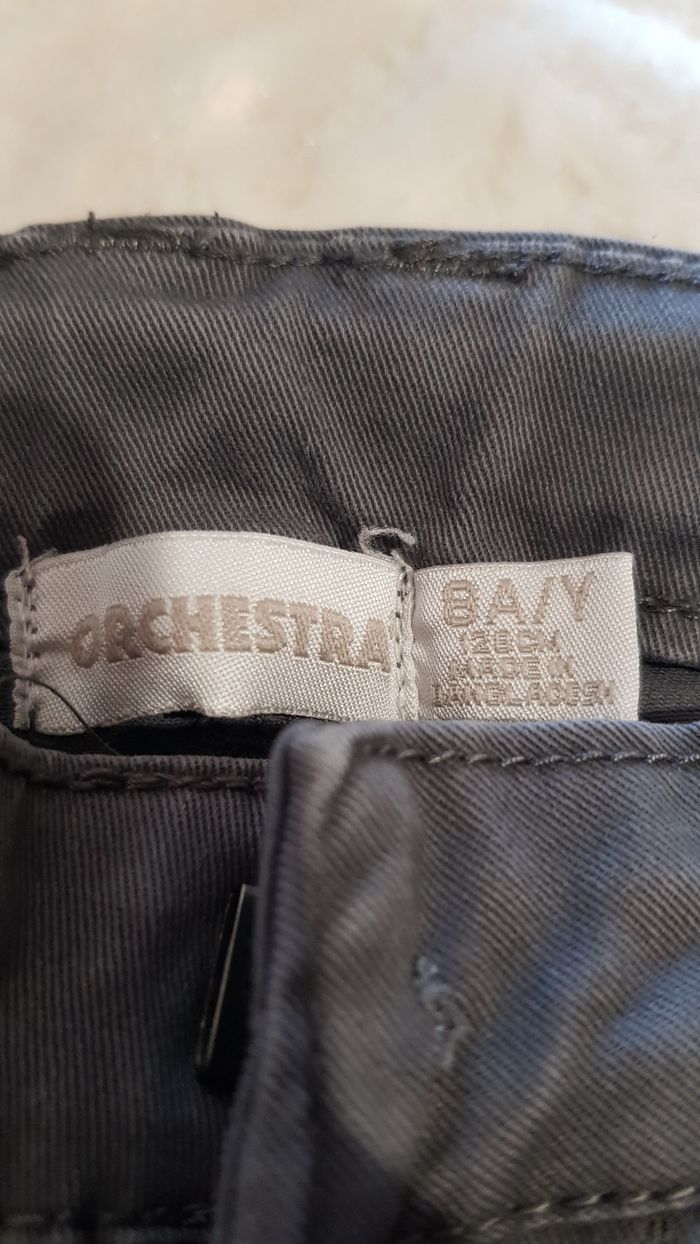 ORCHESTRA
8A/Y
128CM
MADE IN
BANGLADESH